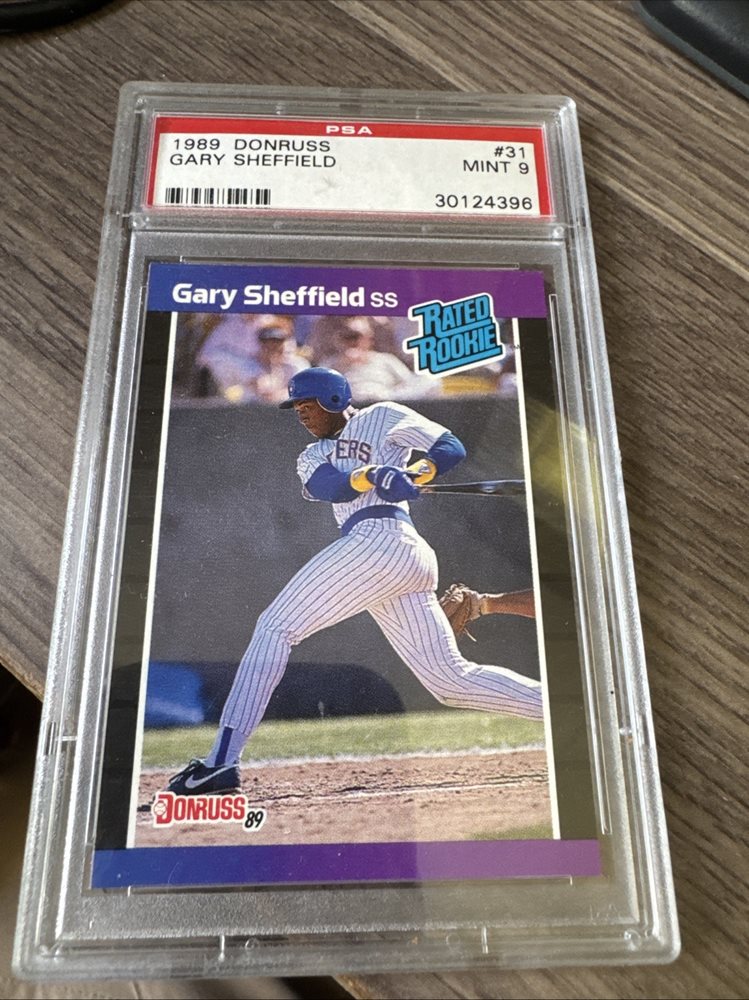 PSA
1989 DONRUSS #31
GARY SHEFFIELD MINT 9
30124396
Gary Sheffield SS
RATED
ROOKIE
ERS
DONRUSS 89